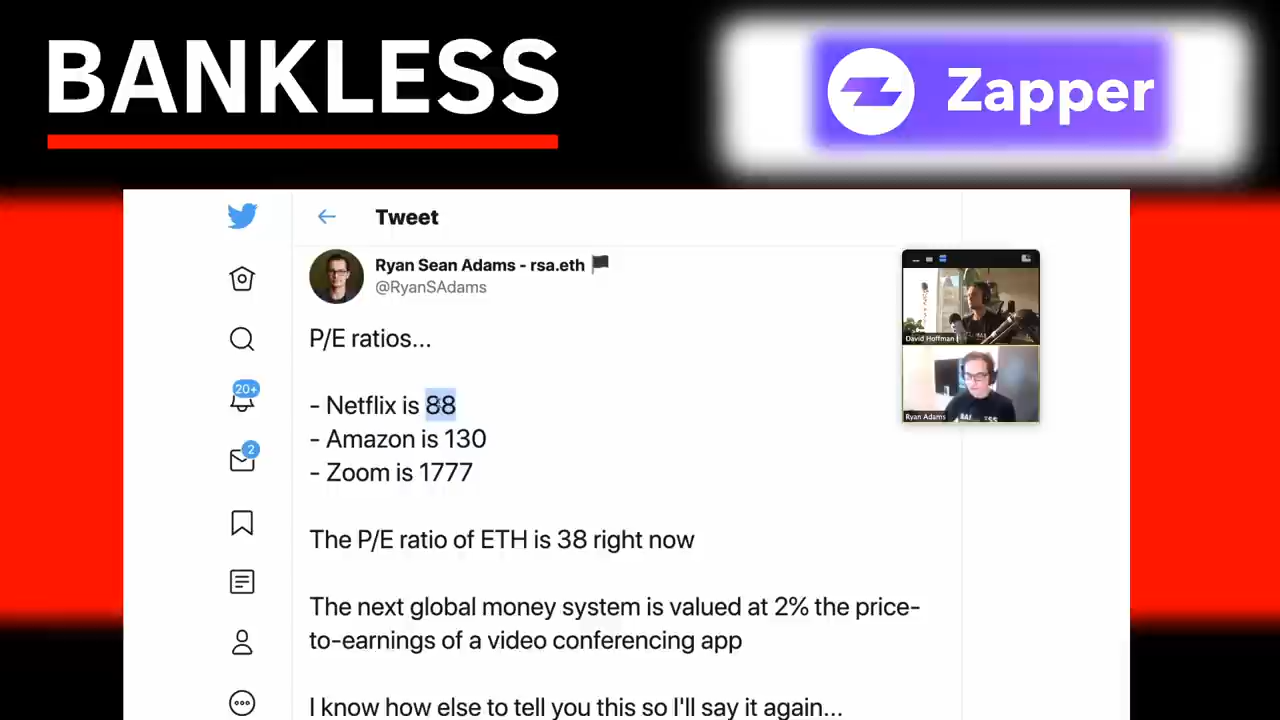 BANKLESS
Zapper
Tweet
Ryan Sean Adams - rsa.eth
@RyanSAdams
P/E ratios...
- Netflix is 88
- Amazon is 130
- Zoom is 1777
The P/E ratio of ETH is 38 right now
The next global money system is valued at 2% the price-
to-earnings of a video conferencing app
I know how else to tell you this so I'll say it again...
20+
2
David Hoffman
Ryan Adams